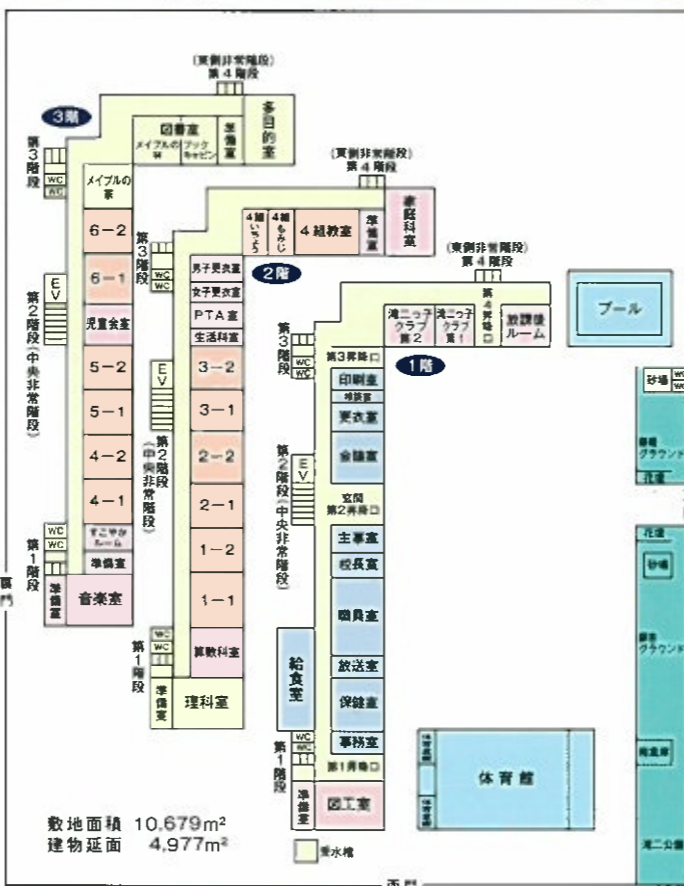 (東側非常階段)
第4階段
3階
第3階段
WC
WC
図書室
メイプルの森
ブックキャビン
準備室
多目的室
メイプルの家
6-2
6-1
児童会室
5-2
5-1
4-2
4-1
すこやかルーム
準備室
音楽室
準備室
EV
第2階段(中央非常階段)
WC
WC
第1階段
裏門
(東側非常階段)
第4階段
2階
第3階段
WC
WC
4組いちょう
4組もみじ
4組教室
準備室
家庭科室
男子更衣室
女子更衣室
PTA室
生活科室
3-2
3-1
2-2
2-1
1-2
1-1
算数科室
理科室
準備室
EV
第2階段
(中央非常階段)
WC
WC
第1階段
(東側非常階段)
第4階段
1階
第3階段
WC
WC
滝二っ子クラブ第2
滝二っ子クラブ第1
第4昇降口
放課後ルーム
第3昇降口
印刷室
相談室
更衣室
会議室
玄関
第2昇降口
主事室
校長室
職員室
放送室
保健室
事務室
第1昇降口
図工室
準備室
EV
第2階段(中央非常階段)
給食室
WC
WC
第1階段
プール
砂場
WC
WC
グラウンド
花壇
花壇
砂場
グラウンド
体育館
滝二公園
受水槽
敷地面積 10,679m²
建物延面 4,977m²